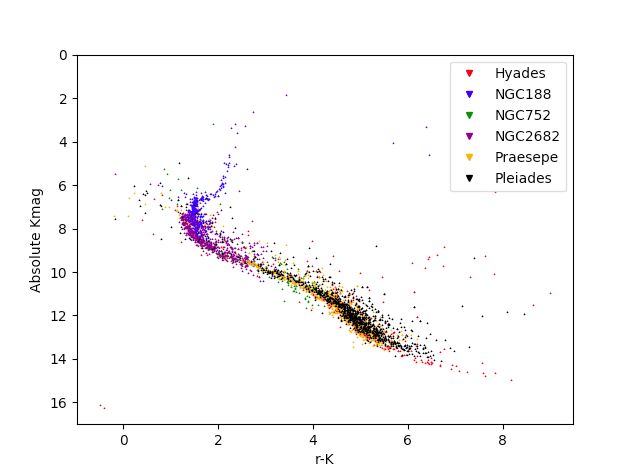 0
2
4
6
8
10
12
14
16
Absolute Kmag
0
2
4
6
8
r-K
Hyades
NGC188
NGC752
NGC2682
Praesepe
Pleiades